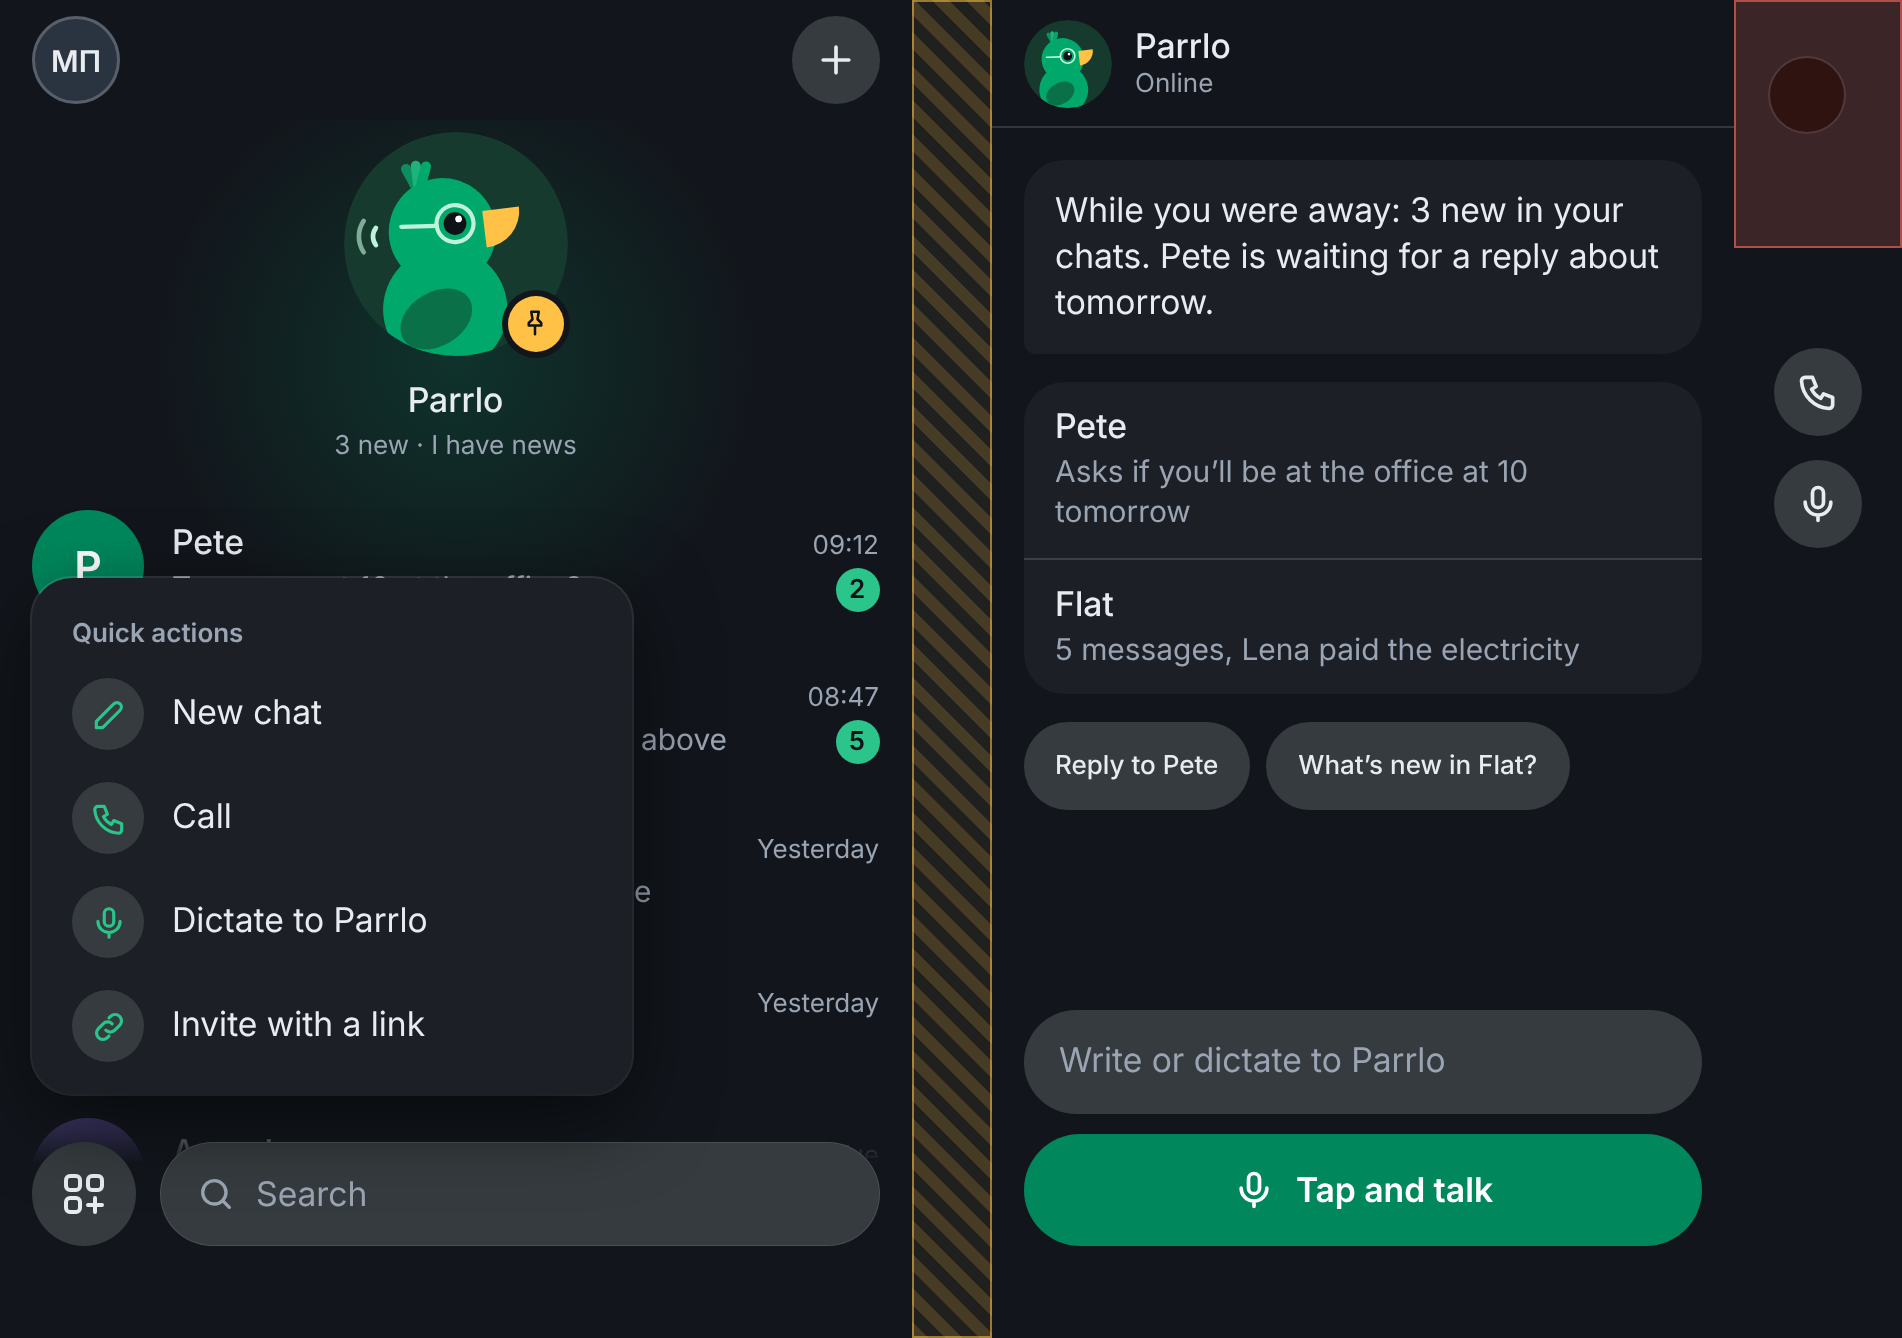 МП
Parrlo
3 new · I have news
Pete
09:12
2
08:47
above
5
Yesterday
e
Yesterday
Quick actions
New chat
Call
Dictate to Parrlo
Invite with a link
Search
Parrlo
Online
While you were away: 3 new in your
chats. Pete is waiting for a reply about
tomorrow.
Pete
Asks if you’ll be at the office at 10
tomorrow
Flat
5 messages, Lena paid the electricity
Reply to Pete
What’s new in Flat?
Write or dictate to Parrlo
Tap and talk